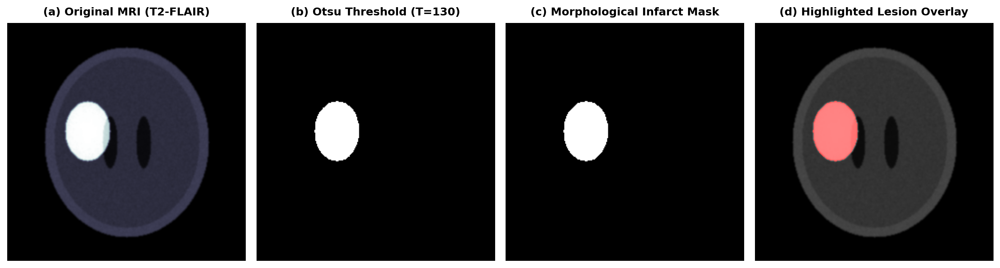 (a) Original MRI (T2-FLAIR)
(b) Otsu Threshold (T=130)
(c) Morphological Infarct Mask
(d) Highlighted Lesion Overlay